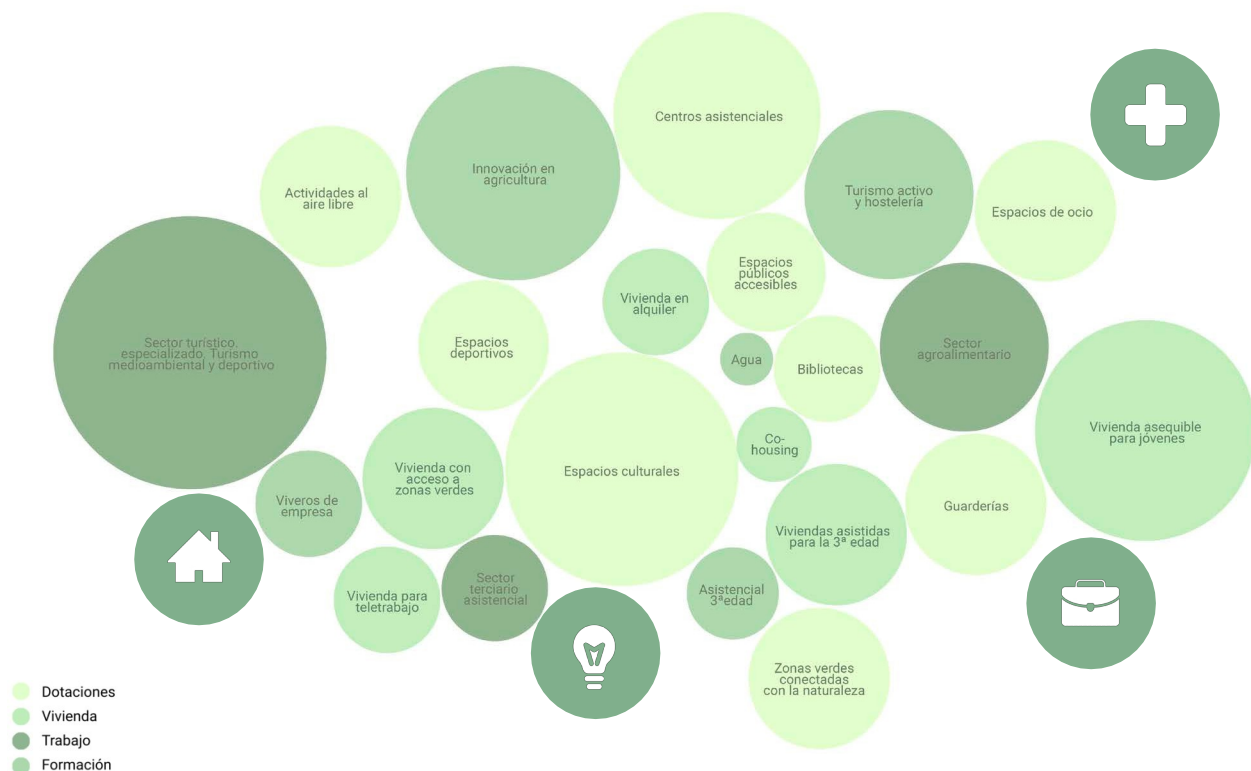 Centros asistenciales
Innovación en
agricultura
Actividades al
aire libre
Turismo activo
y hostelería
Espacios de ocio
Espacios
públicos
accesibles
Vivienda en
alquiler
Sector turístico,
especializado, Turismo
medioambiental y deportivo
Espacios
deportivos
Agua
Bibliotecas
Sector
agroalimentario
Vivienda asequible
para jóvenes
Co-
housing
Vivienda con
acceso a
zonas verdes
Espacios culturales
Viveros de
empresa
Guarderías
Viviendas asistidas
para la 3ª edad
Vivienda para
teletrabajo
Sector
terciario
asistencial
Asistencial
3ªedad
Zonas verdes
conectadas
con la naturaleza
Dotaciones
Vivienda
Trabajo
Formación